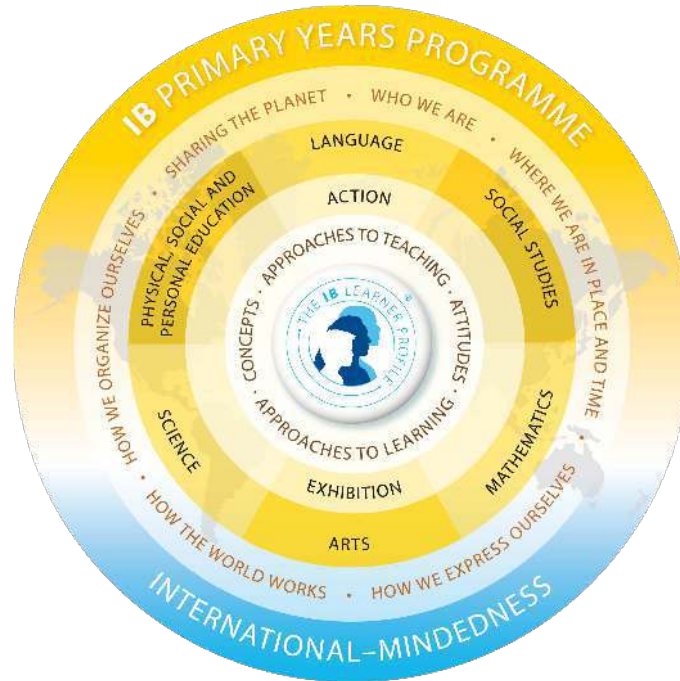 IB PRIMARY YEARS PROGRAMME
SHARING THE PLANET • WHO WE ARE • WHERE WE ARE IN PLACE AND TIME • HOW WE EXPRESS OURSELVES • HOW THE WORLD WORKS • HOW WE ORGANIZE OURSELVES •
LANGUAGE
SOCIAL STUDIES
MATHEMATICS
ARTS
SCIENCE
PHYSICAL, SOCIAL AND
PERSONAL EDUCATION
ACTION
EXHIBITION
APPROACHES TO TEACHING · ATTITUDES · APPROACHES TO LEARNING · CONCEPTS ·
THE IB LEARNER PROFILE
®
INTERNATIONAL–MINDEDNESS